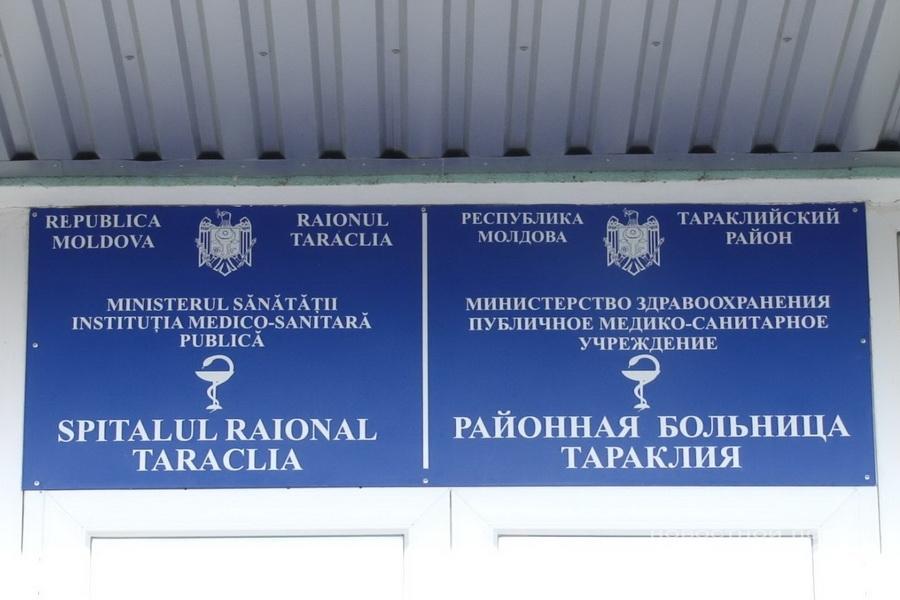 REPUBLICA
MOLDOVA
RAIONUL
TARACLIA
MINISTERUL SĂNĂTĂȚII
INSTITUȚIA MEDICO-SANITARĂ
PUBLICĂ
SPITALUL RAIONAL
TARACLIA
РЕСПУБЛИКА
МОЛДОВА
ТАРАКЛИЙСКИЙ
РАЙОН
МИНИСТЕРСТВО ЗДРАВООХРАНЕНИЯ
ПУБЛИЧНОЕ МЕДИКО-САНИТАРНОЕ
УЧРЕЖДЕНИЕ
РАЙОННАЯ БОЛЬНИЦА
ТАРАКЛИЯ